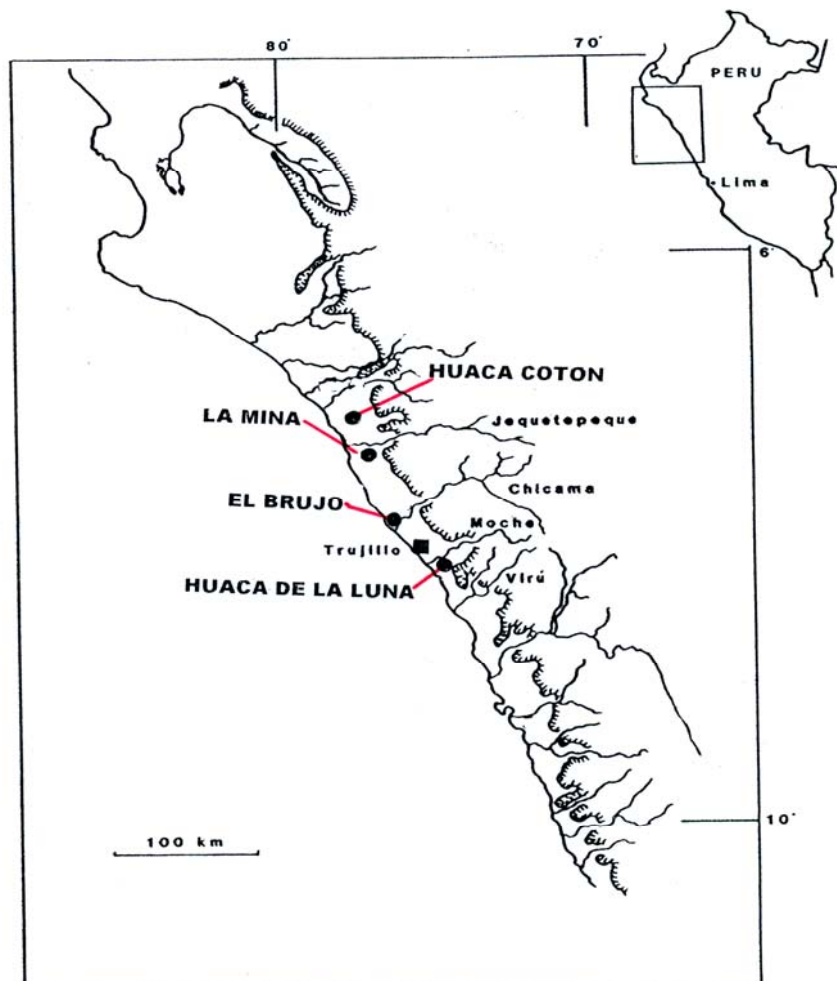 80°
70°
PERU
Lima
6°
HUACA COTON
LA MINA
Jequetepeque
Chicama
EL BRUJO
Moche
Trujillo
HUACA DE LA LUNA
Virú
10°
100 km